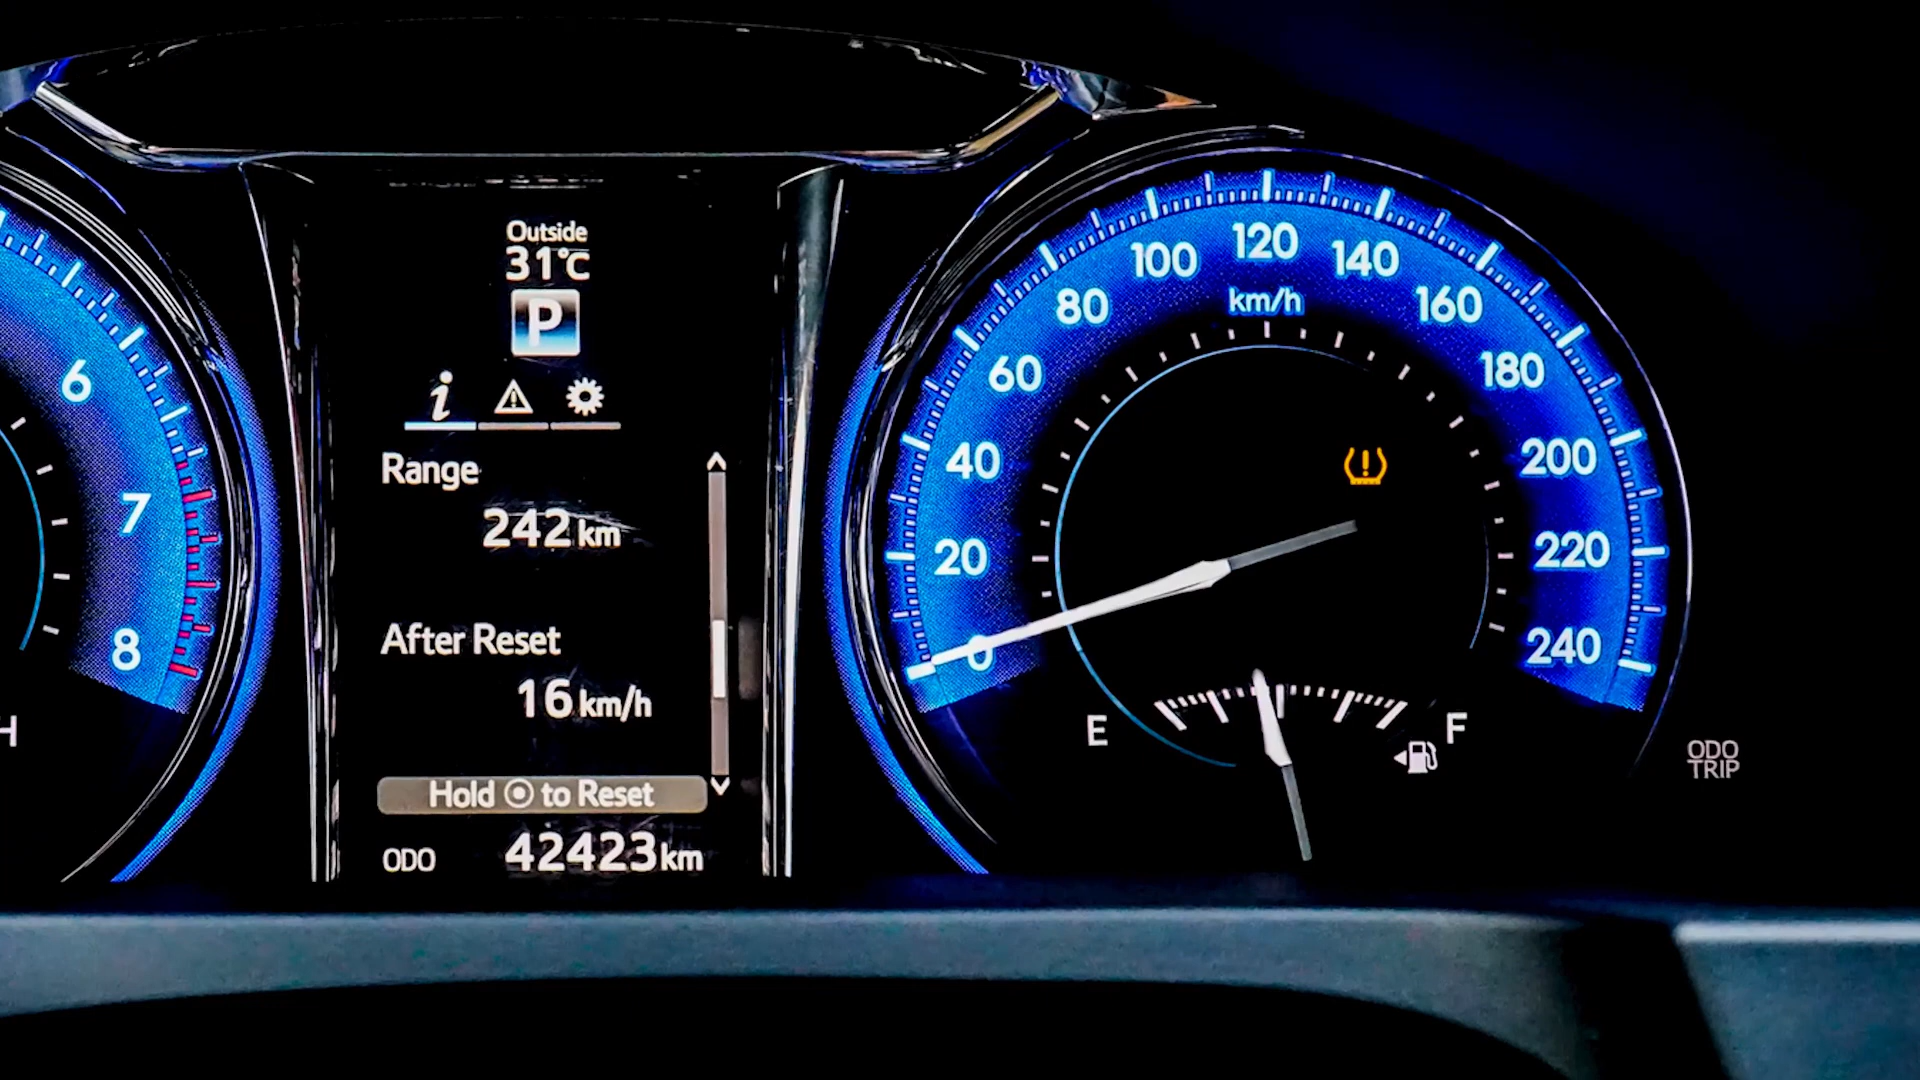 Outside
31°C
P
i
Range
242 km
After Reset
16 km/h
Hold to Reset
ODO 42423 km
6
7
8
H
0
20
40
60
80
100
120
140
160
180
200
220
240
km/h
E
F
ODO
TRIP